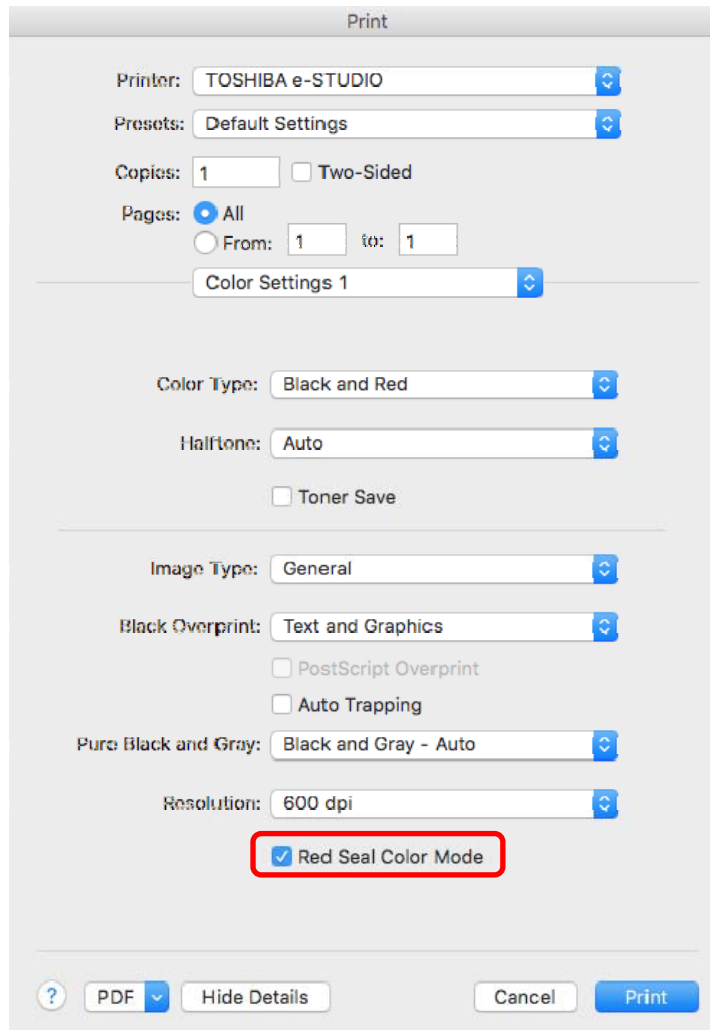 Print
Printer: TOSHIBA e-STUDIO
Presets: Default Settings
Copies: 1 Two-Sided
Pages: All
From: 1 to: 1
Color Settings 1
Color Type: Black and Red
Halftone: Auto
Toner Save
Image Type: General
Black Overprint: Text and Graphics
PostScript Overprint
Auto Trapping
Pure Black and Gray: Black and Gray - Auto
Resolution: 600 dpi
Red Seal Color Mode
? PDF Hide Details Cancel Print